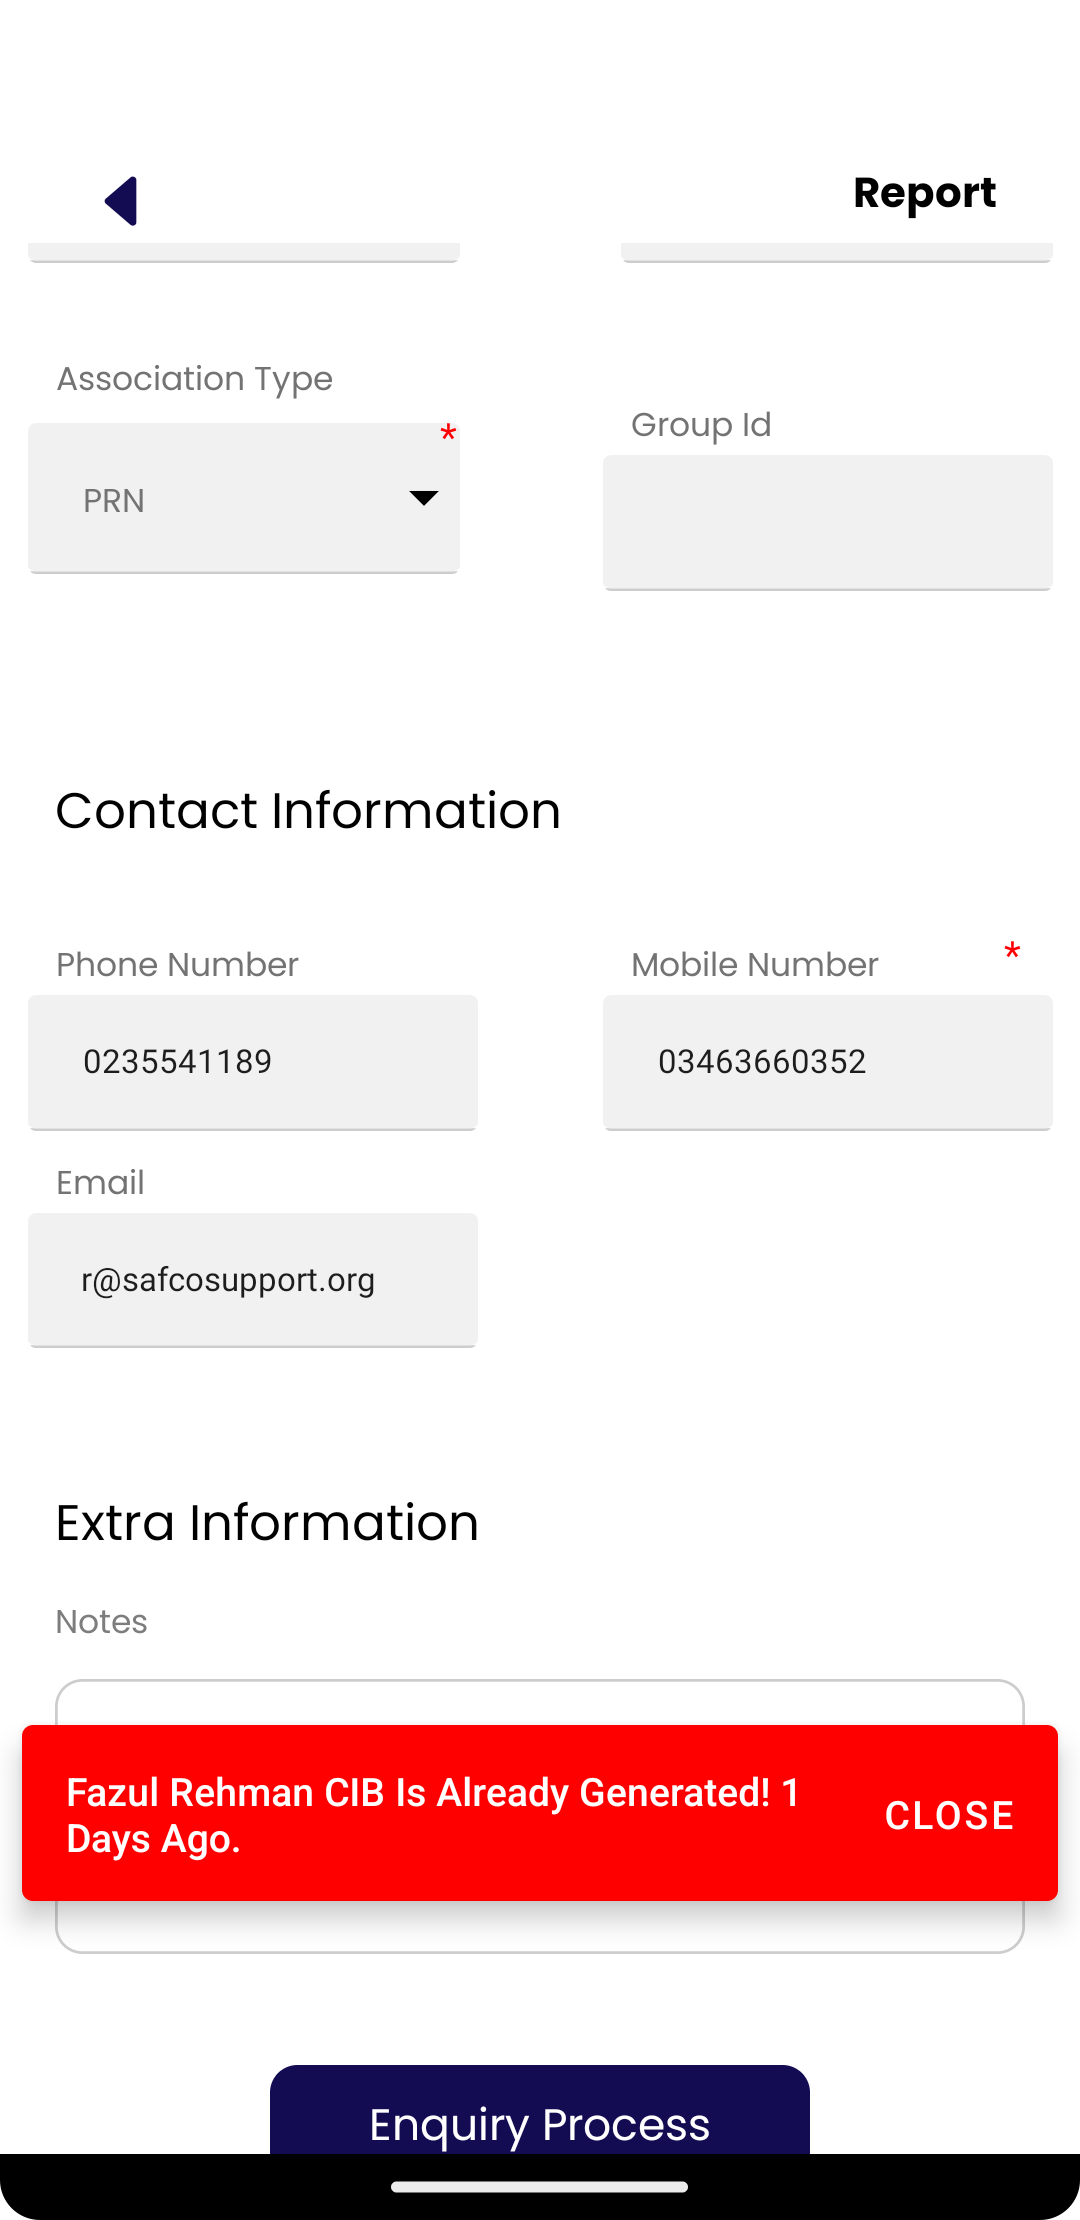 Report
Association Type
*
Group Id
PRN
Contact Information
Phone Number
Mobile Number
*
0235541189
03463660352
Email
r@safcosupport.org
Extra Information
Notes
Fazul Rehman CIB Is Already Generated! 1
Days Ago.
CLOSE
Enquiry Process